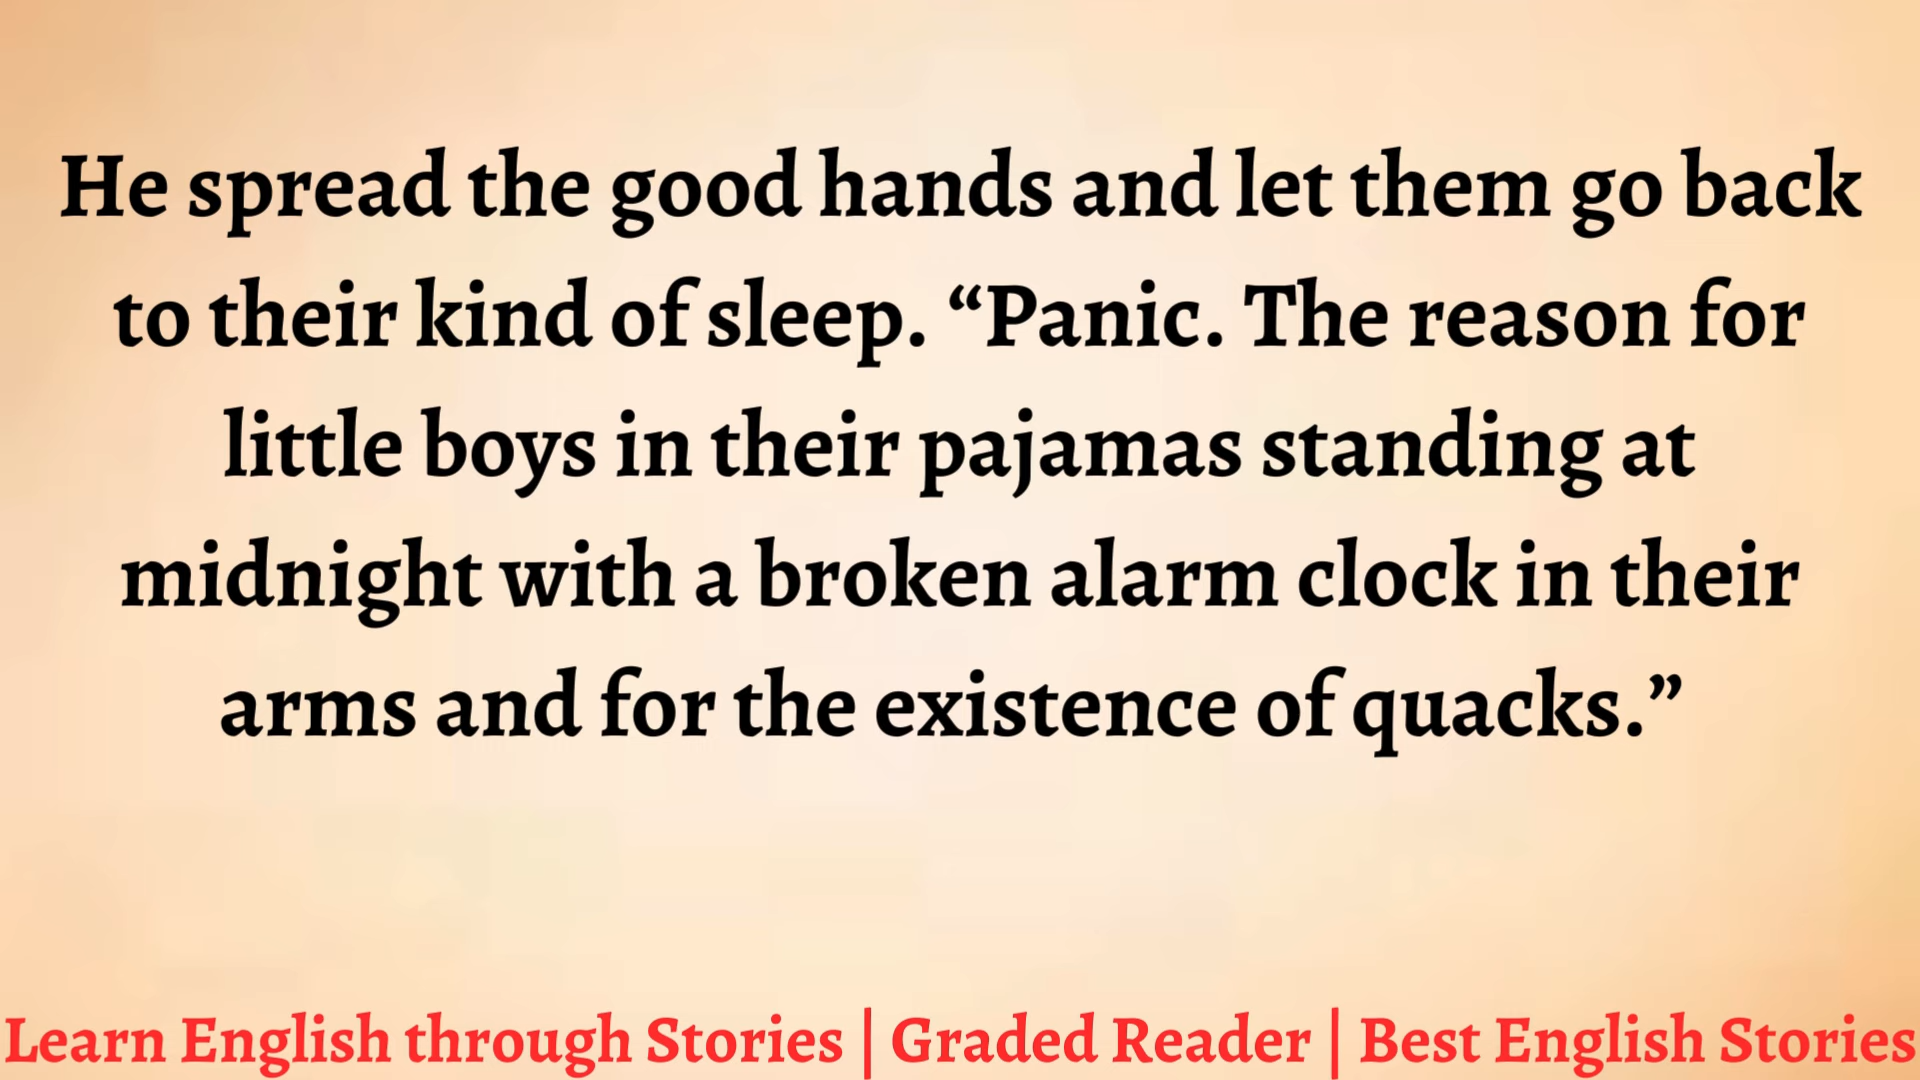 He spread the good hands and let them go back
to their kind of sleep. “Panic. The reason for
little boys in their pajamas standing at
midnight with a broken alarm clock in their
arms and for the existence of quacks.”
Learn English through Stories | Graded Reader | Best English Stories